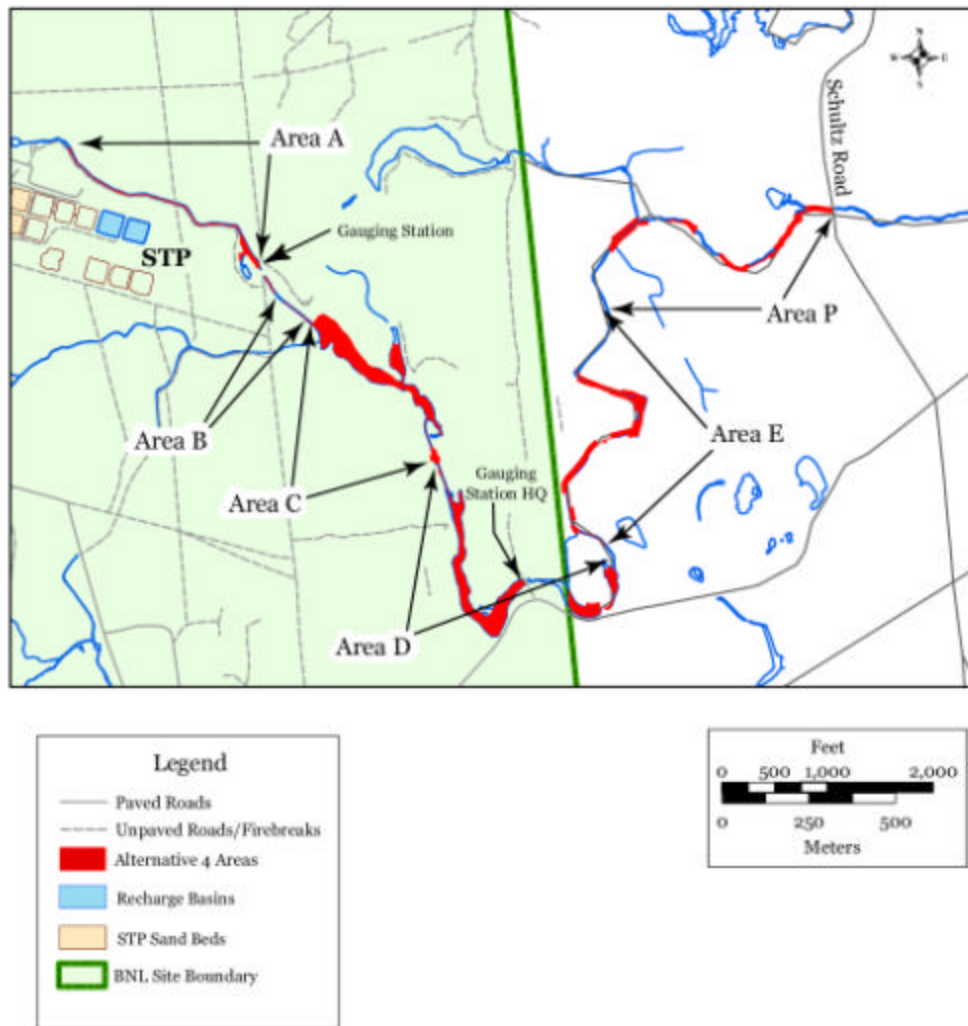 N
W E
S
Schultz Road
Area A
Gauging Station
STP
Area P
Area B
Area E
Gauging
Station HQ
Area C
Area D
Legend
Paved Roads
Unpaved Roads/Firebreaks
Alternative 4 Areas
Recharge Basins
STP Sand Beds
BNL Site Boundary
Feet
0 500 1,000 2,000
0 250 500
Meters